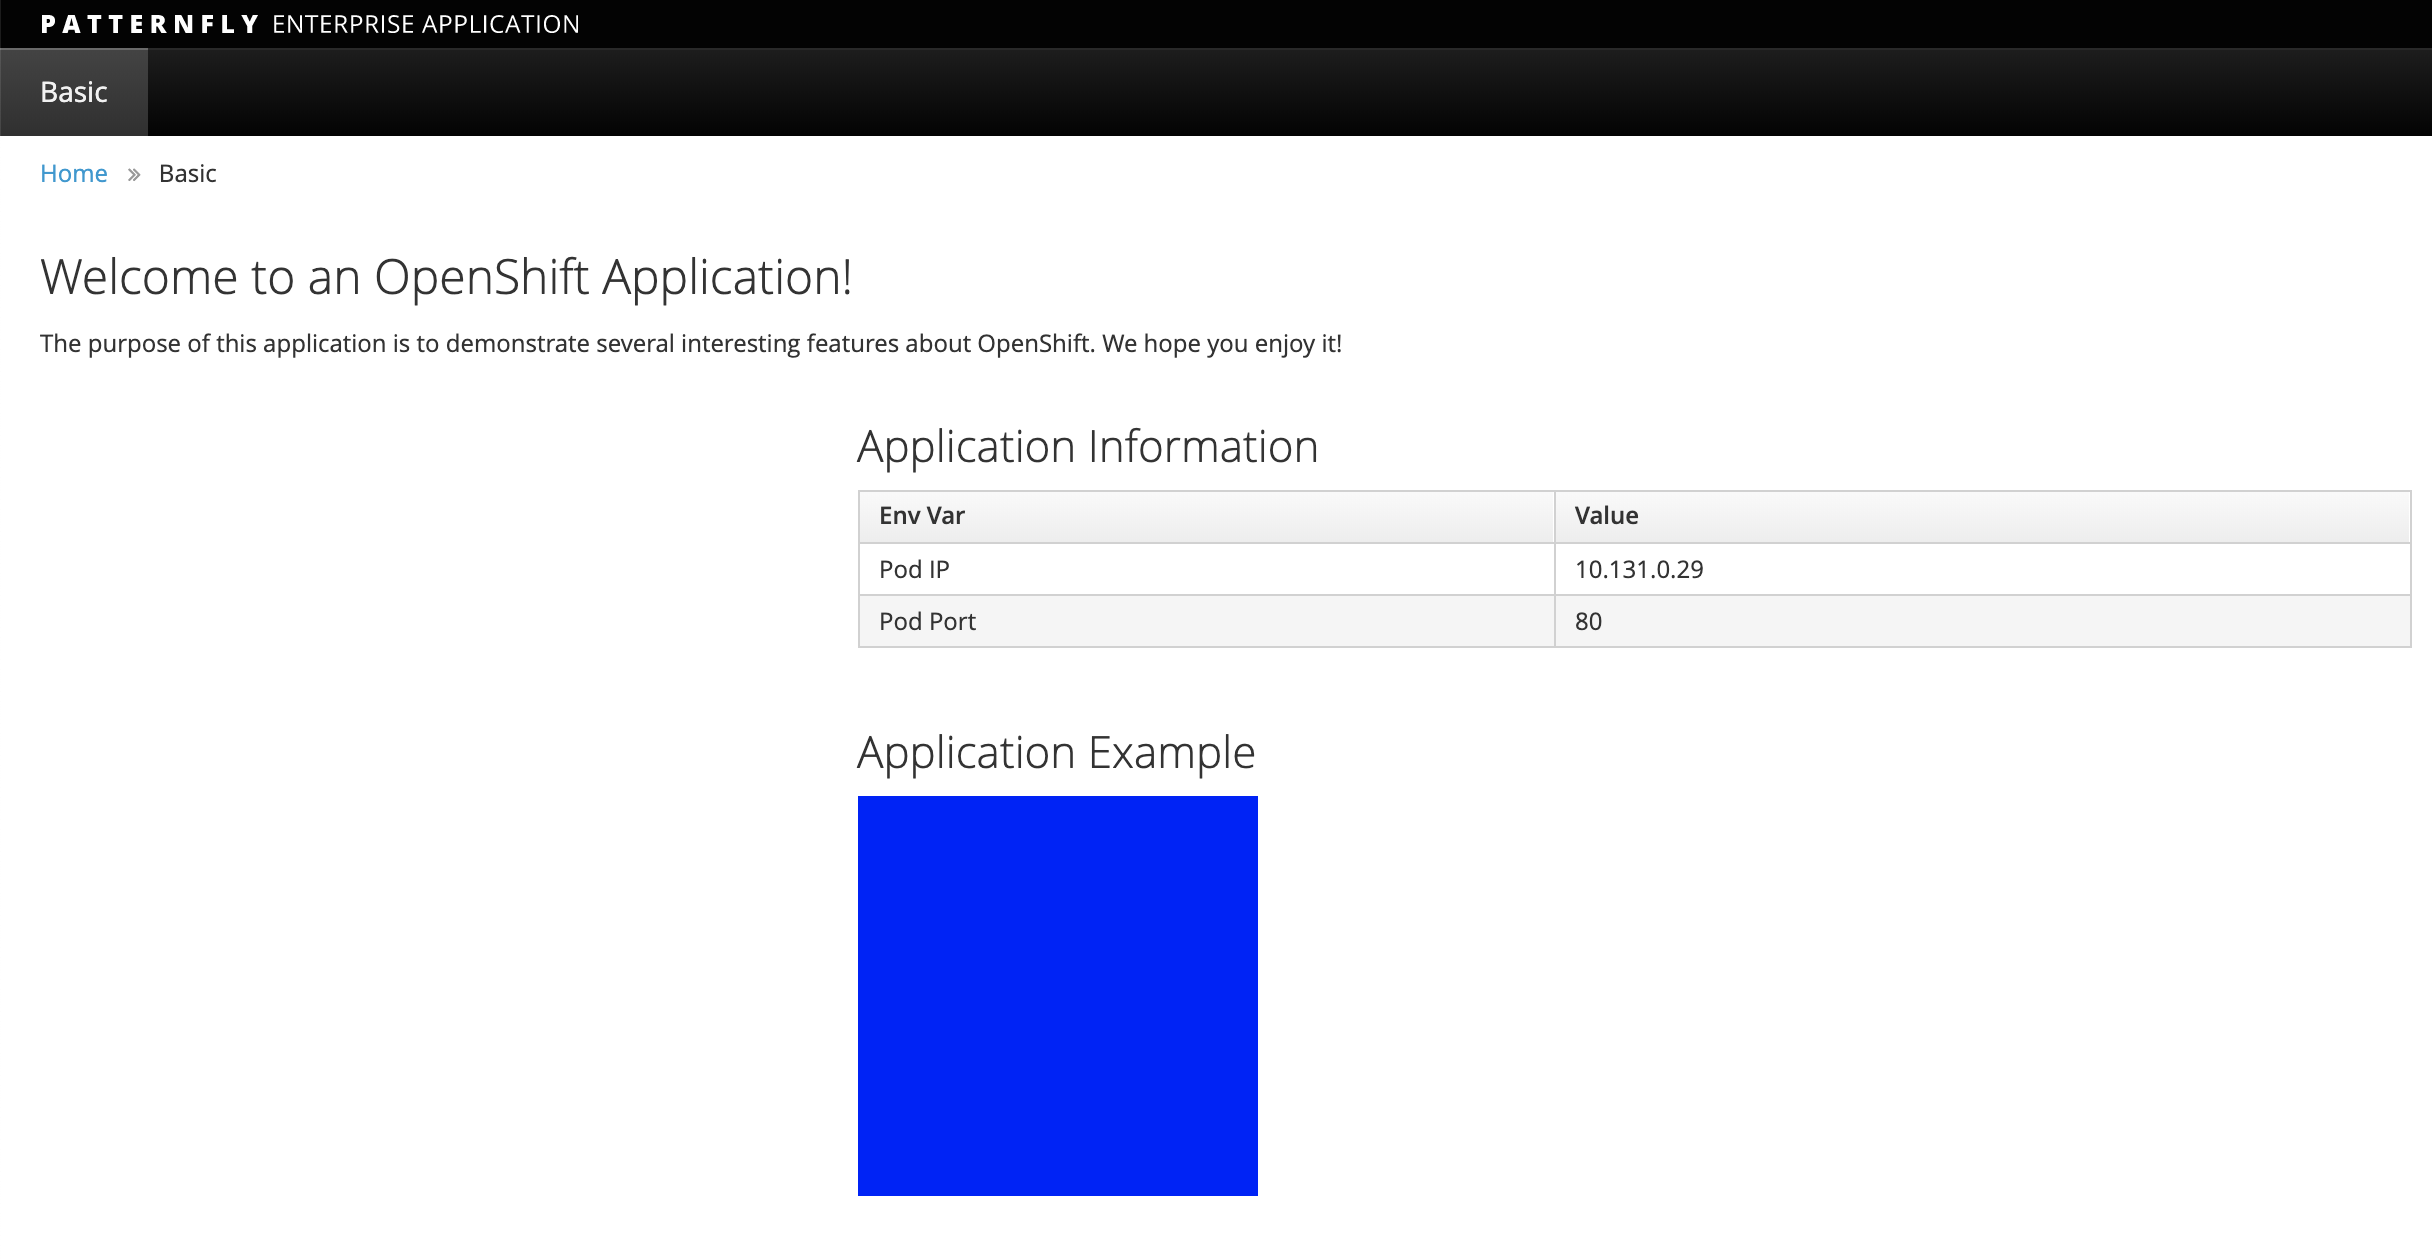 PATTERNFLY ENTERPRISE APPLICATION
Basic
Home » Basic
Welcome to an OpenShift Application!
The purpose of this application is to demonstrate several interesting features about OpenShift. We hope you enjoy it!
Application Information
Env Var Value
Pod IP 10.131.0.29
Pod Port 80
Application Example